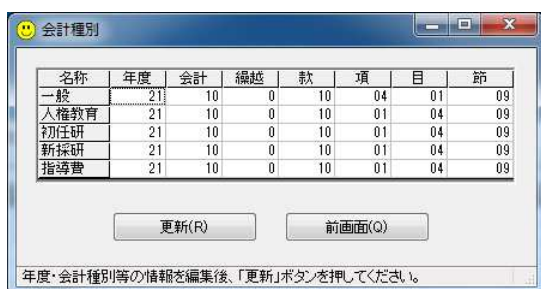 会計種別
名称 年度 会計 繰越 款 項 目 節
一般 21 10 0 10 04 01 09
人権教育 21 10 0 10 01 04 09
初任研 21 10 0 10 01 04 09
新採研 21 10 0 10 01 04 09
指導費 21 10 0 10 01 04 09
更新(R) 前画面(Q)
年度・会計種別等の情報を編集後、「更新」ボタンを押してください。